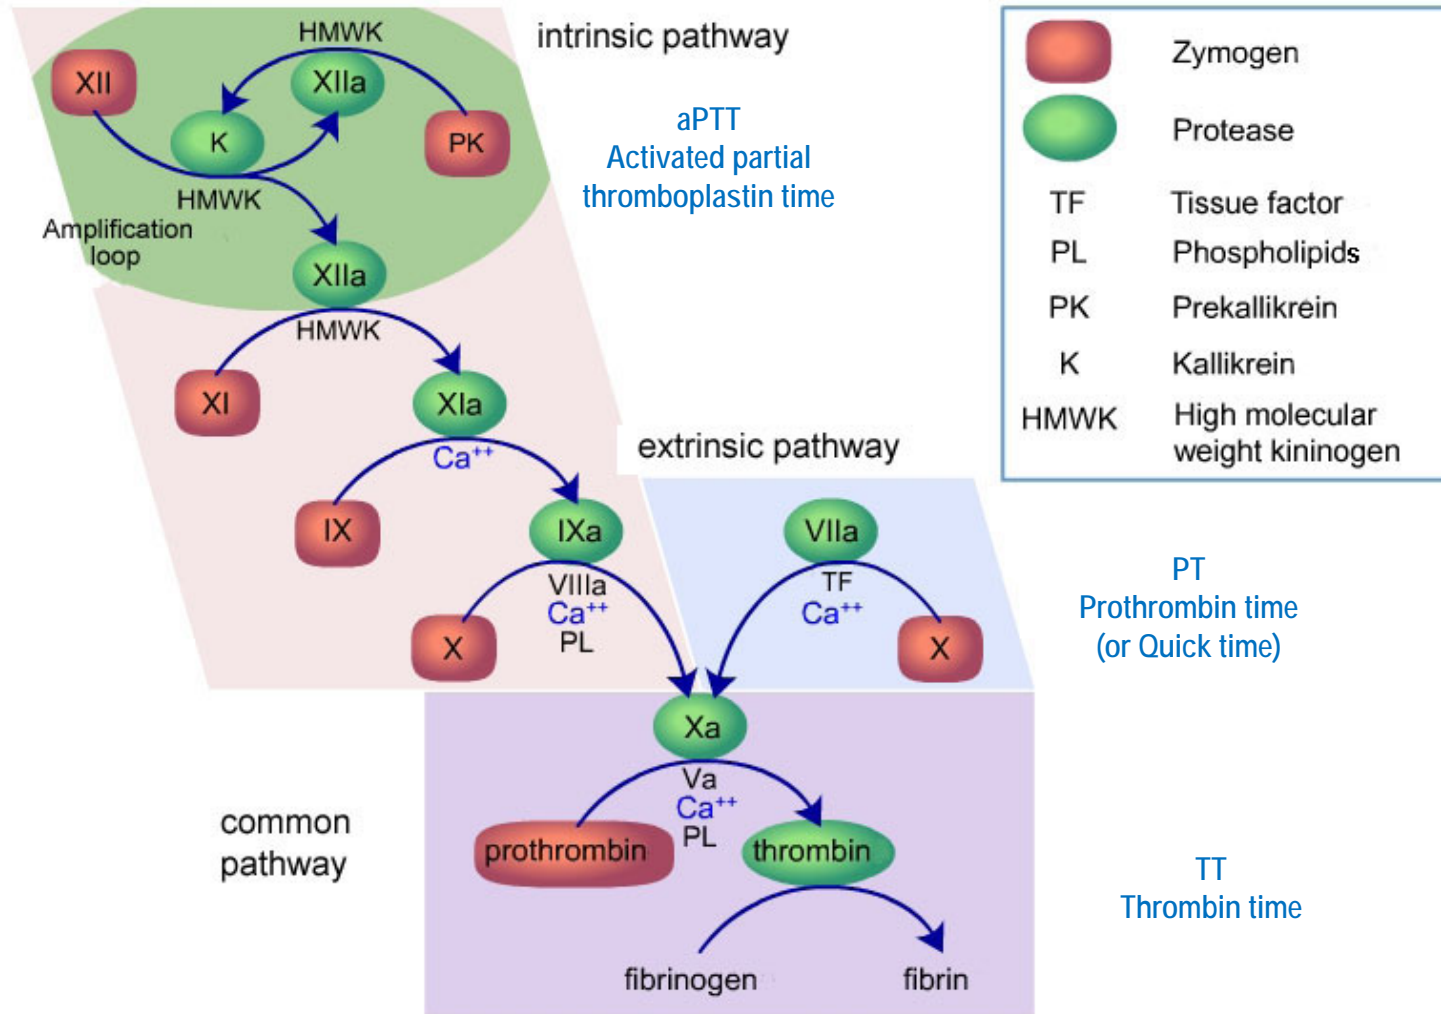 HMWK
intrinsic pathway
XII
XIIa
K
PK
HMWK
Amplification
loop
XIIa
HMWK
aPTT
Activated partial
thromboplastin time
XI
XIa
Ca++
IX
IXa
VIIIa
Ca++
PL
X
extrinsic pathway
VIIa
TF
Ca++
X
PT
Prothrombin time
(or Quick time)
common
pathway
Xa
Va
Ca++
PL
prothrombin
thrombin
fibrinogen
fibrin
TT
Thrombin time
Zymogen
Protease
TF Tissue factor
PL Phospholipids
PK Prekallikrein
K Kallikrein
HMWK High molecular
weight kininogen